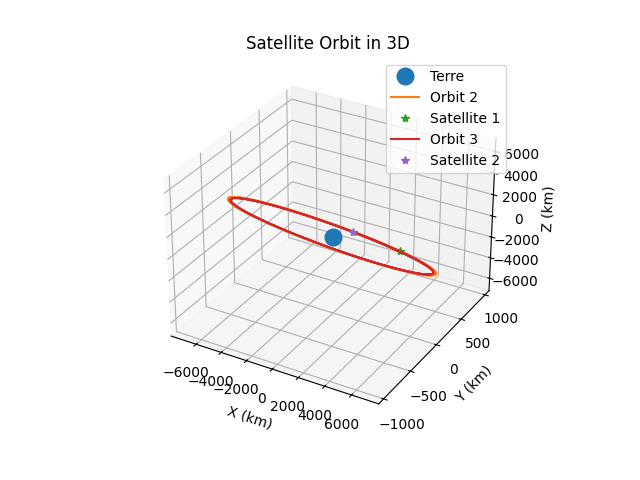 Satellite Orbit in 3D
Terre
Orbit 2
Satellite 1
Orbit 3
Satellite 2
6000
4000
2000
0
−2000
−4000
−6000
Z (km)
1000
500
0
−500
−1000
Y (km)
−6000
−4000
−2000
0
2000
4000
6000
X (km)